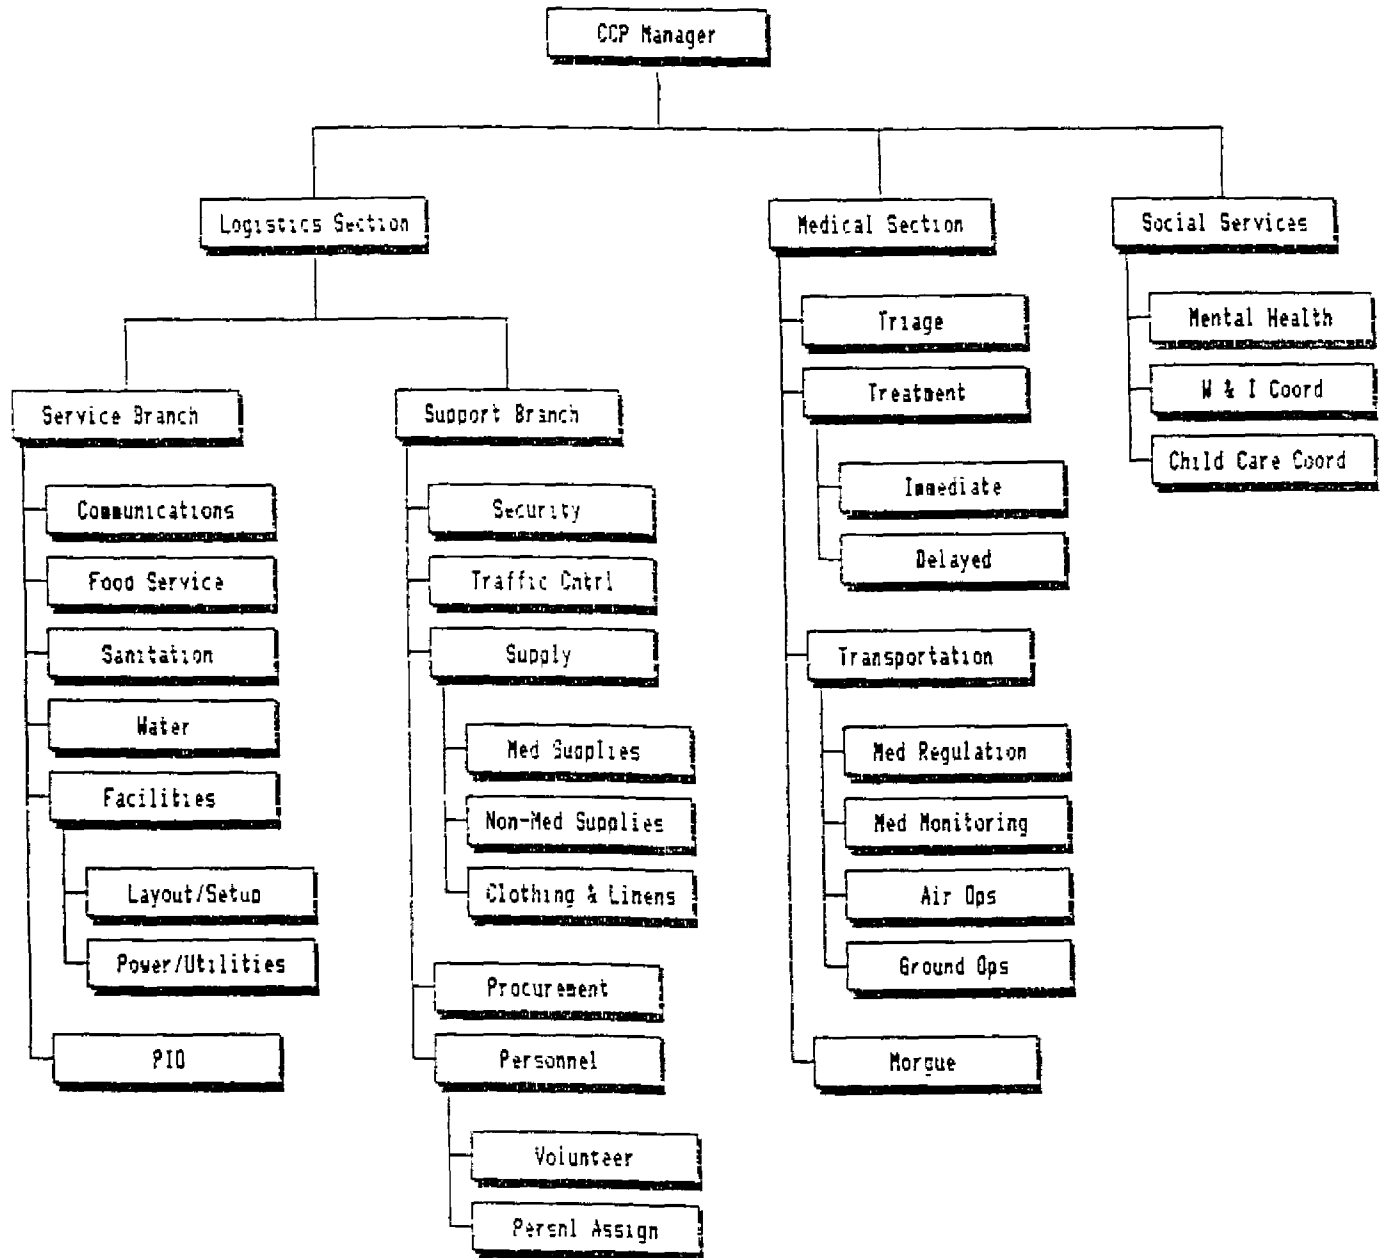 CCP Manager
Logistics Section
Medical Section
Social Services
Service Branch
Communications
Food Service
Sanitation
Water
Facilities
Layout/Setup
Power/Utilities
PIO
Support Branch
Security
Traffic Cntrl
Supply
Med Supplies
Non-Med Supplies
Clothing & Linens
Procurement
Personnel
Volunteer
Persnl Assign
Triage
Treatment
Immediate
Delayed
Transportation
Med Regulation
Med Monitoring
Air Ops
Ground Ops
Morgue
Mental Health
W & I Coord
Child Care Coord